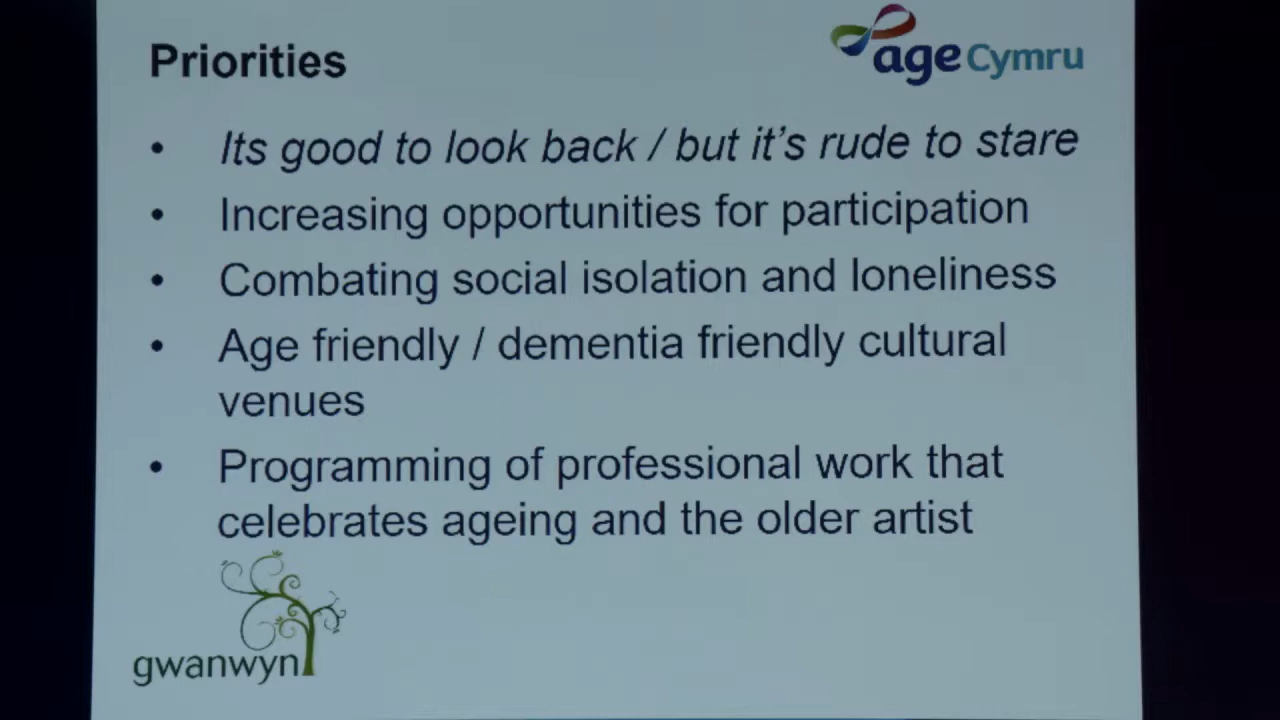 Priorities
age Cymru
• Its good to look back / but it's rude to stare
• Increasing opportunities for participation
• Combating social isolation and loneliness
• Age friendly / dementia friendly cultural
venues
• Programming of professional work that
celebrates ageing and the older artist
gwanwyn